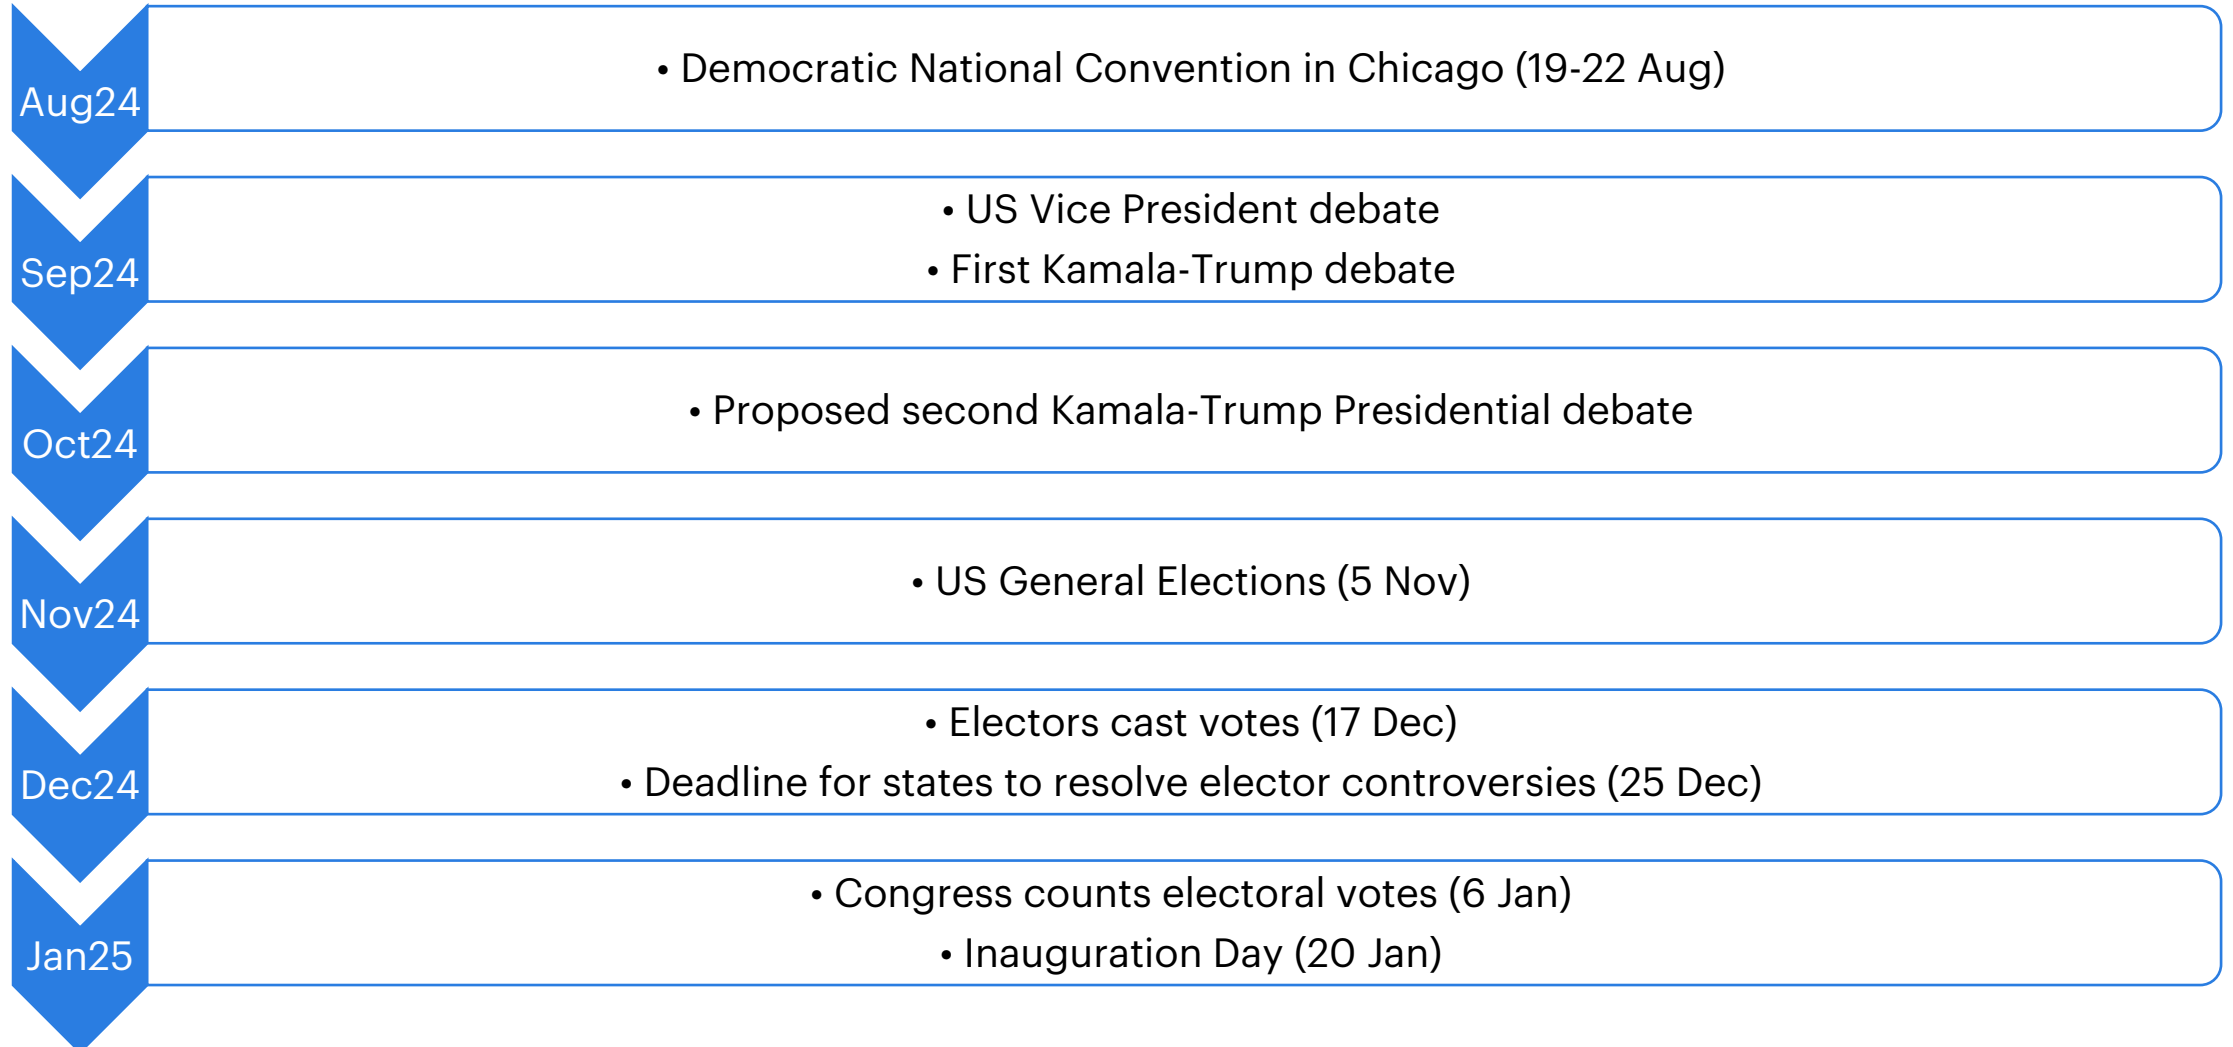 Aug24
• Democratic National Convention in Chicago (19-22 Aug)
Sep24
• US Vice President debate
• First Kamala-Trump debate
Oct24
• Proposed second Kamala-Trump Presidential debate
Nov24
• US General Elections (5 Nov)
Dec24
• Electors cast votes (17 Dec)
• Deadline for states to resolve elector controversies (25 Dec)
Jan25
• Congress counts electoral votes (6 Jan)
• Inauguration Day (20 Jan)